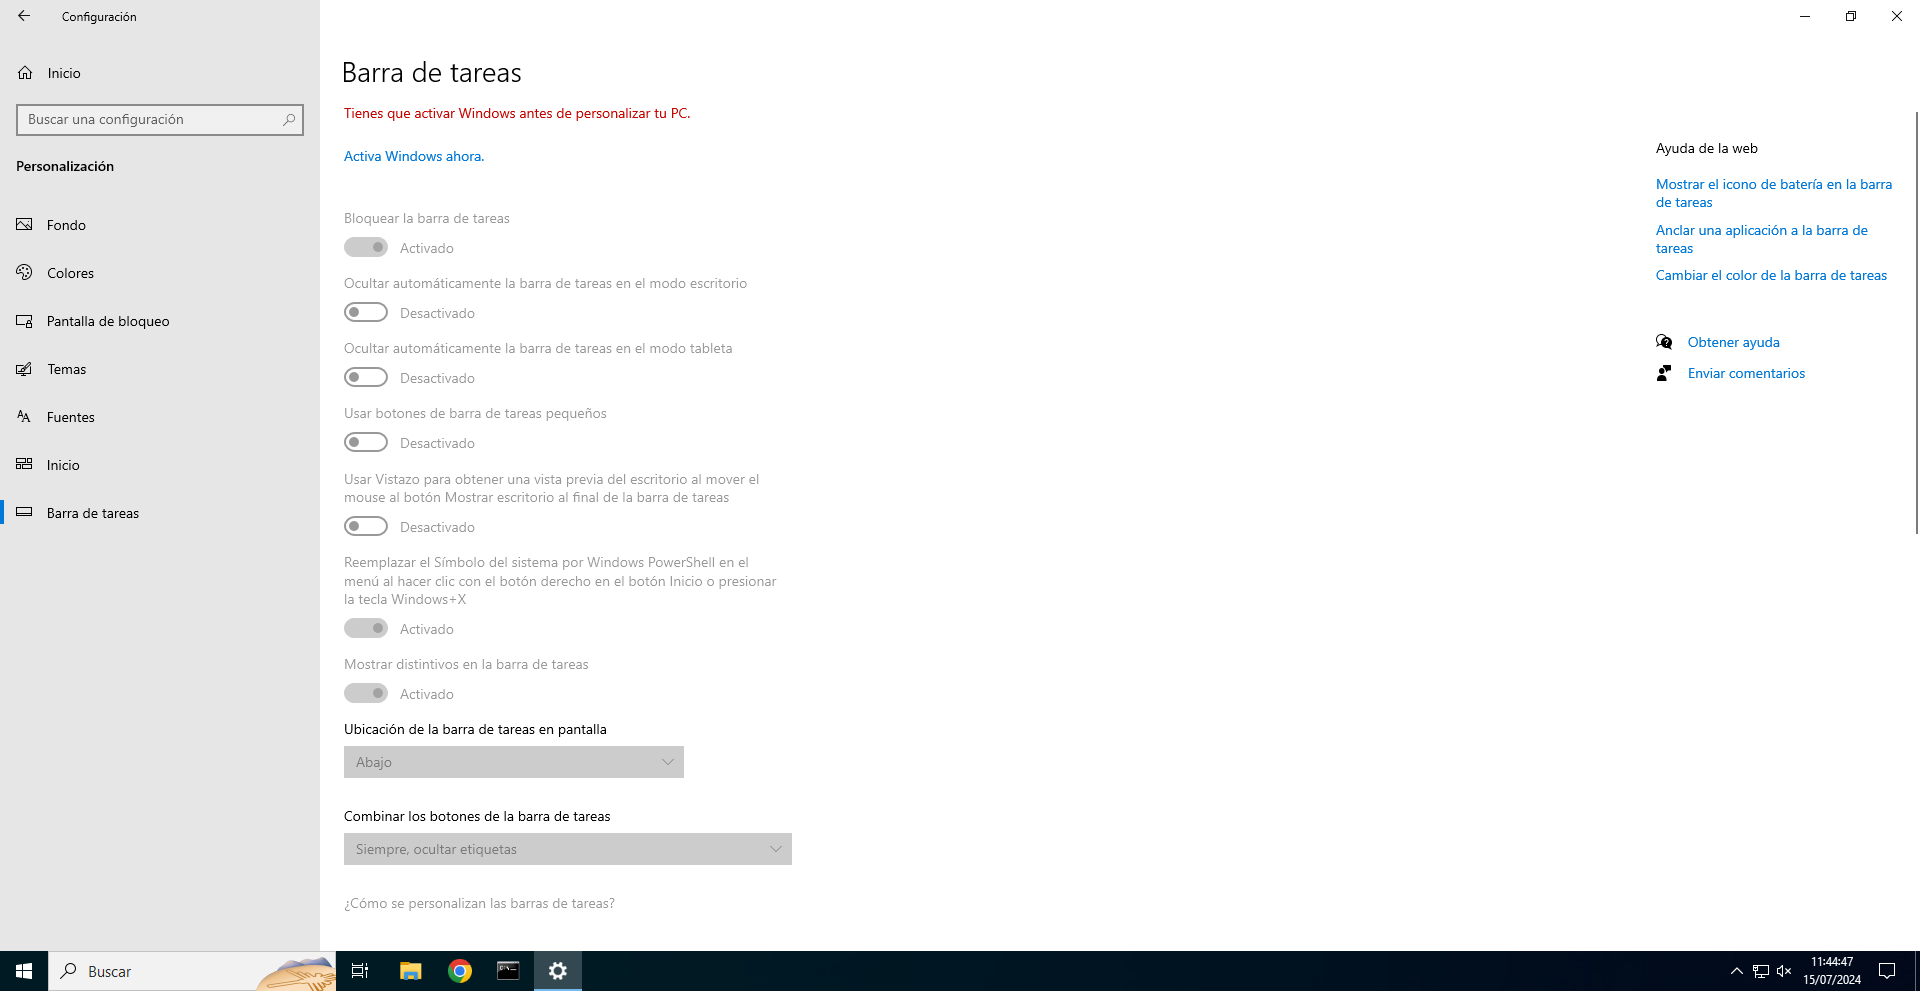 Configuración
Inicio
Buscar una configuración
Personalización
Fondo
Colores
Pantalla de bloqueo
Temas
Fuentes
Inicio
Barra de tareas
Barra de tareas
Tienes que activar Windows antes de personalizar tu PC.
Activa Windows ahora.
Bloquear la barra de tareas
Activado
Ocultar automáticamente la barra de tareas en el modo escritorio
Desactivado
Ocultar automáticamente la barra de tareas en el modo tableta
Desactivado
Usar botones de barra de tareas pequeños
Desactivado
Usar Vistazo para obtener una vista previa del escritorio al mover el
mouse al botón Mostrar escritorio al final de la barra de tareas
Desactivado
Reemplazar el Símbolo del sistema por Windows PowerShell en el
menú al hacer clic con el botón derecho en el botón Inicio o presionar
la tecla Windows+X
Activado
Mostrar distintivos en la barra de tareas
Activado
Ubicación de la barra de tareas en pantalla
Abajo
Combinar los botones de la barra de tareas
Siempre, ocultar etiquetas
¿Cómo se personalizan las barras de tareas?
Ayuda de la web
Mostrar el icono de batería en la barra
de tareas
Anclar una aplicación a la barra de
tareas
Cambiar el color de la barra de tareas
Obtener ayuda
Enviar comentarios
Buscar
11:44:47
15/07/2024